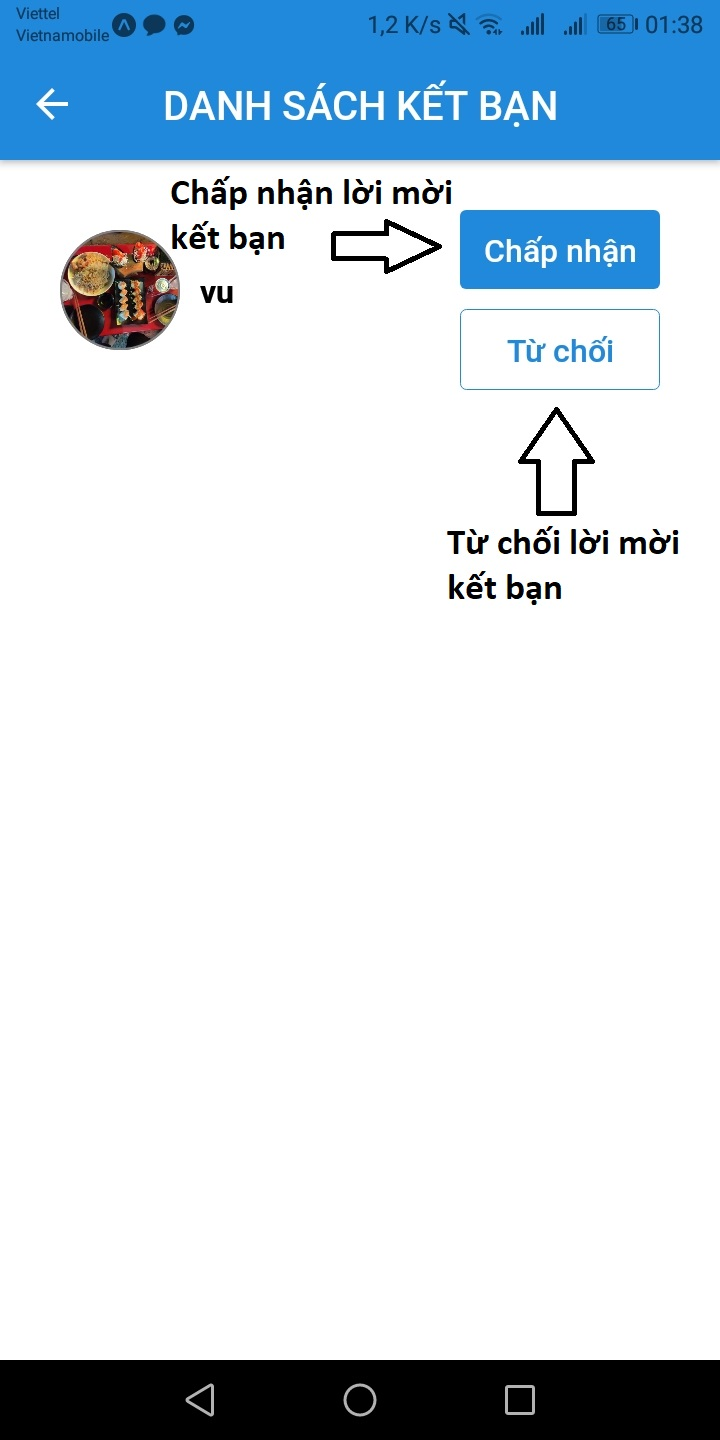 Viettel
Vietnamobile
1,2 K/s 65 01:38
DANH SÁCH KẾT BẠN
Chấp nhận lời mời
kết bạn
Chấp nhận
vu
Từ chối
Từ chối lời mời
kết bạn